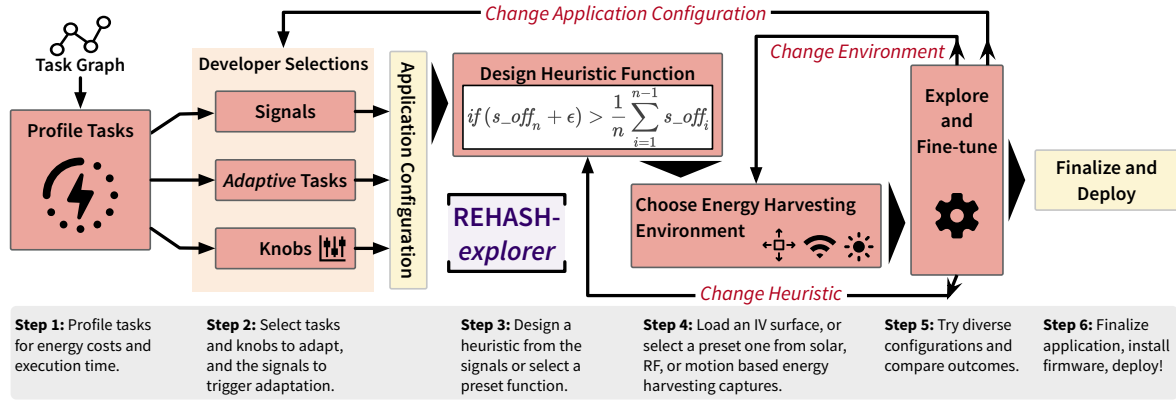 Change Application Configuration
Task Graph
Profile Tasks
Developer Selections
Signals
Adaptive Tasks
Knobs
Application Configuration
Design Heuristic Function
if (s_off_n + ϵ) > 1/n ∑_{i=1}^{n-1} s_off_i
REHASH-
explorer
Change Environment
Choose Energy Harvesting
Environment
Change Heuristic
Explore
and
Fine-tune
Finalize and
Deploy
Step 1: Profile tasks
for energy costs and
execution time.
Step 2: Select tasks
and knobs to adapt,
and the signals to
trigger adaptation.
Step 3: Design a
heuristic from the
signals or select a
preset function.
Step 4: Load an IV surface, or
select a preset one from solar,
RF, or motion based energy
harvesting captures.
Step 5: Try diverse
configurations and
compare outcomes.
Step 6: Finalize
application, install
firmware, deploy!